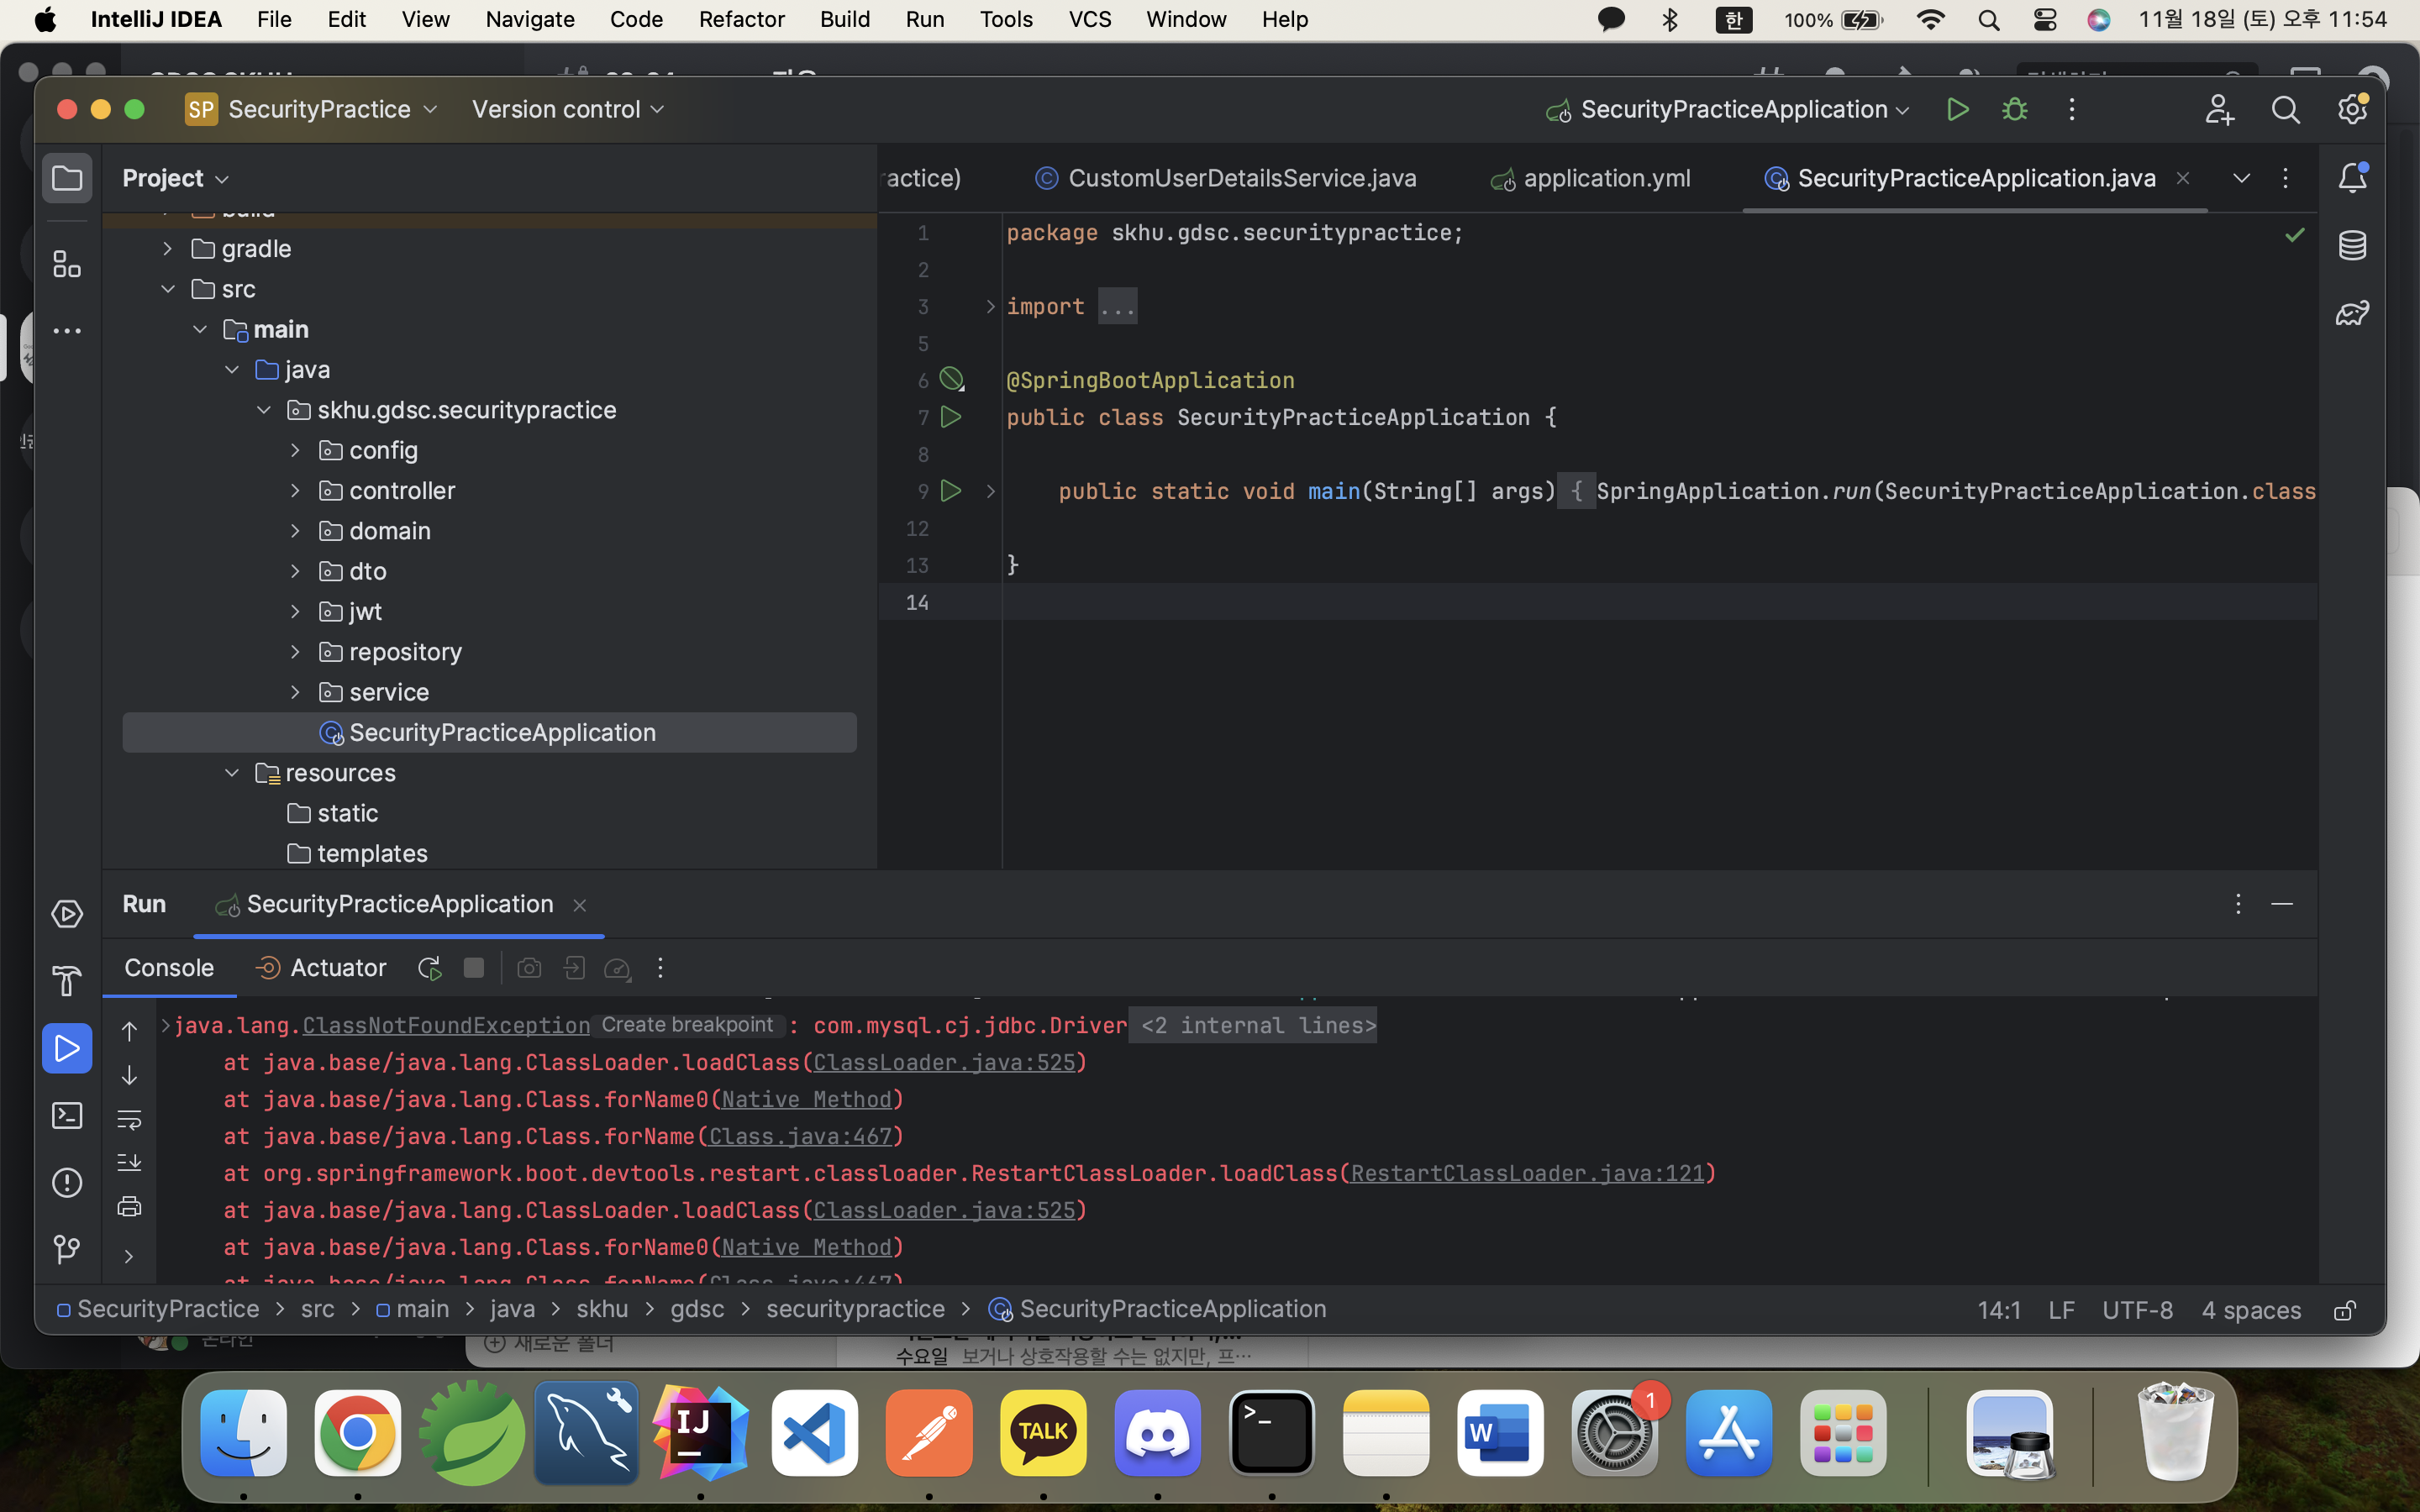 IntelliJ IDEA File Edit View Navigate Code Refactor Build Run Tools VCS Window Help 한 100% 11월 18일 (토) 오후 11:54
SP SecurityPractice Version control SecurityPracticeApplication
Project
ractice) CustomUserDetailsService.java application.yml SecurityPracticeApplication.java
build
gradle
src
main
java
skhu.gdsc.securitypractice
config
controller
domain
dto
jwt
repository
service
SecurityPracticeApplication
resources
static
templates
1 package skhu.gdsc.securitypractice;
2
3 import ...
5
6 @SpringBootApplication
7 public class SecurityPracticeApplication {
8
9 public static void main(String[] args) { SpringApplication.run(SecurityPracticeApplication.class
12
13 }
14
Run SecurityPracticeApplication
Console Actuator
java.lang.ClassNotFoundException Create breakpoint : com.mysql.cj.jdbc.Driver <2 internal lines>
at java.base/java.lang.ClassLoader.loadClass(ClassLoader.java:525)
at java.base/java.lang.Class.forName0(Native Method)
at java.base/java.lang.Class.forName(Class.java:467)
at org.springframework.boot.devtools.restart.classloader.RestartClassLoader.loadClass(RestartClassLoader.java:121)
at java.base/java.lang.ClassLoader.loadClass(ClassLoader.java:525)
at java.base/java.lang.Class.forName0(Native Method)
at java.base/java.lang.Class.forName(Class.java:467)
SecurityPractice > src > main > java > skhu > gdsc > securitypractice > SecurityPracticeApplication 14:1 LF UTF-8 4 spaces
온라인 새로운 폴더
수요일 보거나 상호작용할 수는 없지만, 프…
IJ TALK >_ W 1